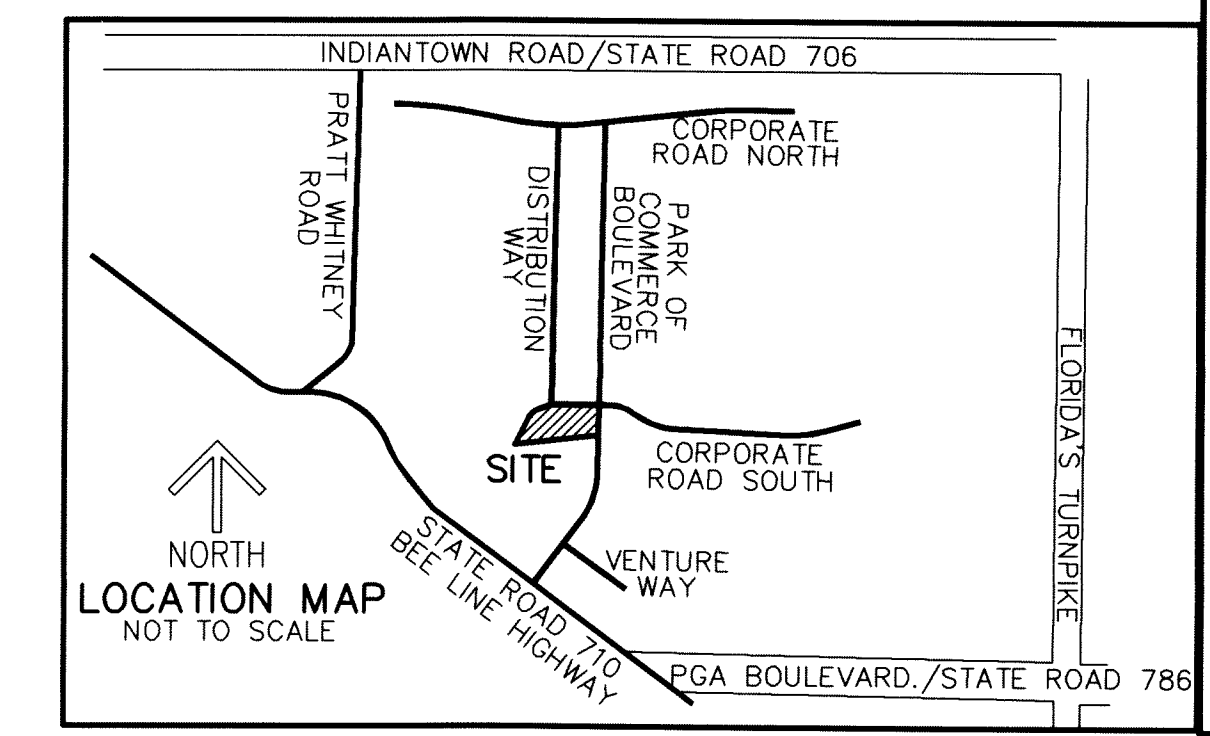 INDIANTOWN ROAD/STATE ROAD 706
PRATT WHITNEY
ROAD
CORPORATE
ROAD NORTH
DISTRIBUTION
WAY
PARK OF
COMMERCE
BOULEVARD
FLORIDA'S TURNPIKE
SITE
CORPORATE
ROAD SOUTH
NORTH
LOCATION MAP
NOT TO SCALE
STATE ROAD 710
BEE LINE HIGHWAY
VENTURE
WAY
PGA BOULEVARD./STATE ROAD 786